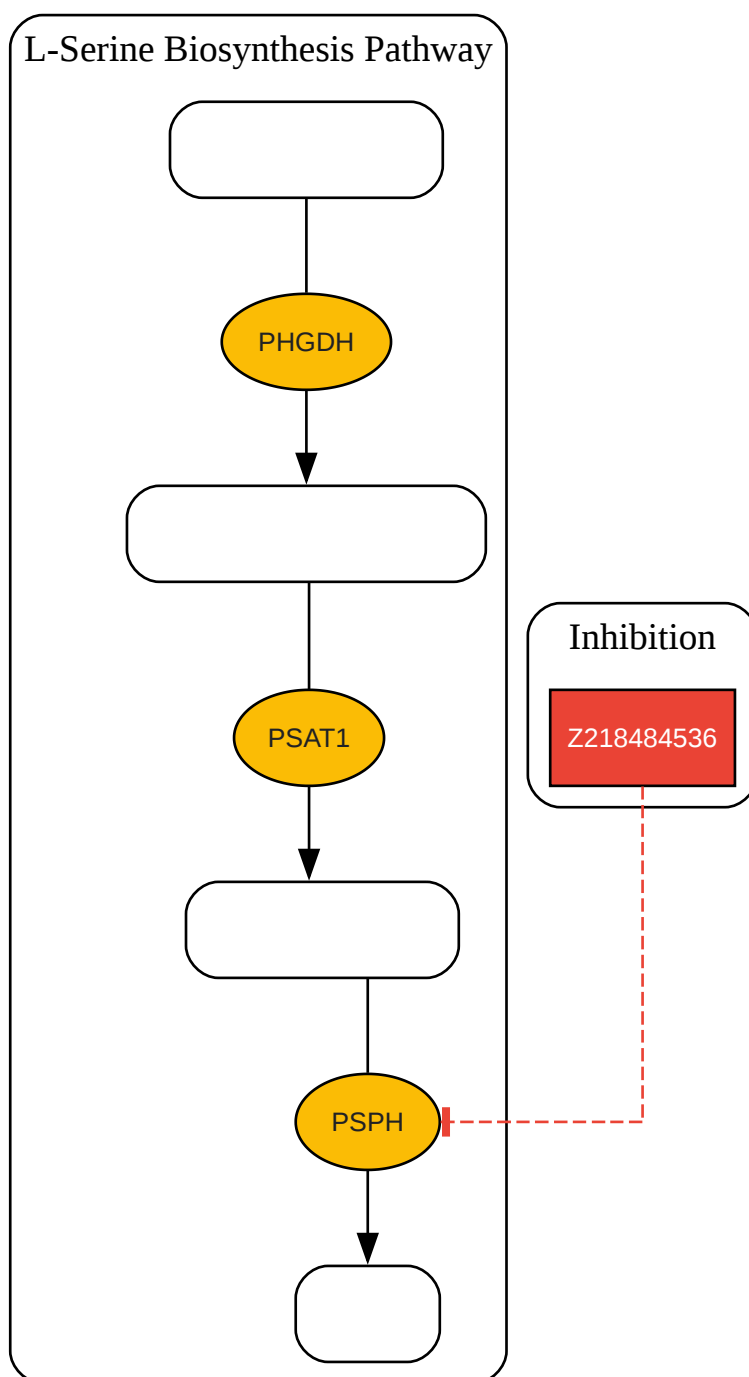 L-Serine Biosynthesis Pathway
PHGDH
PSAT1
Inhibition
Z218484536
PSPH